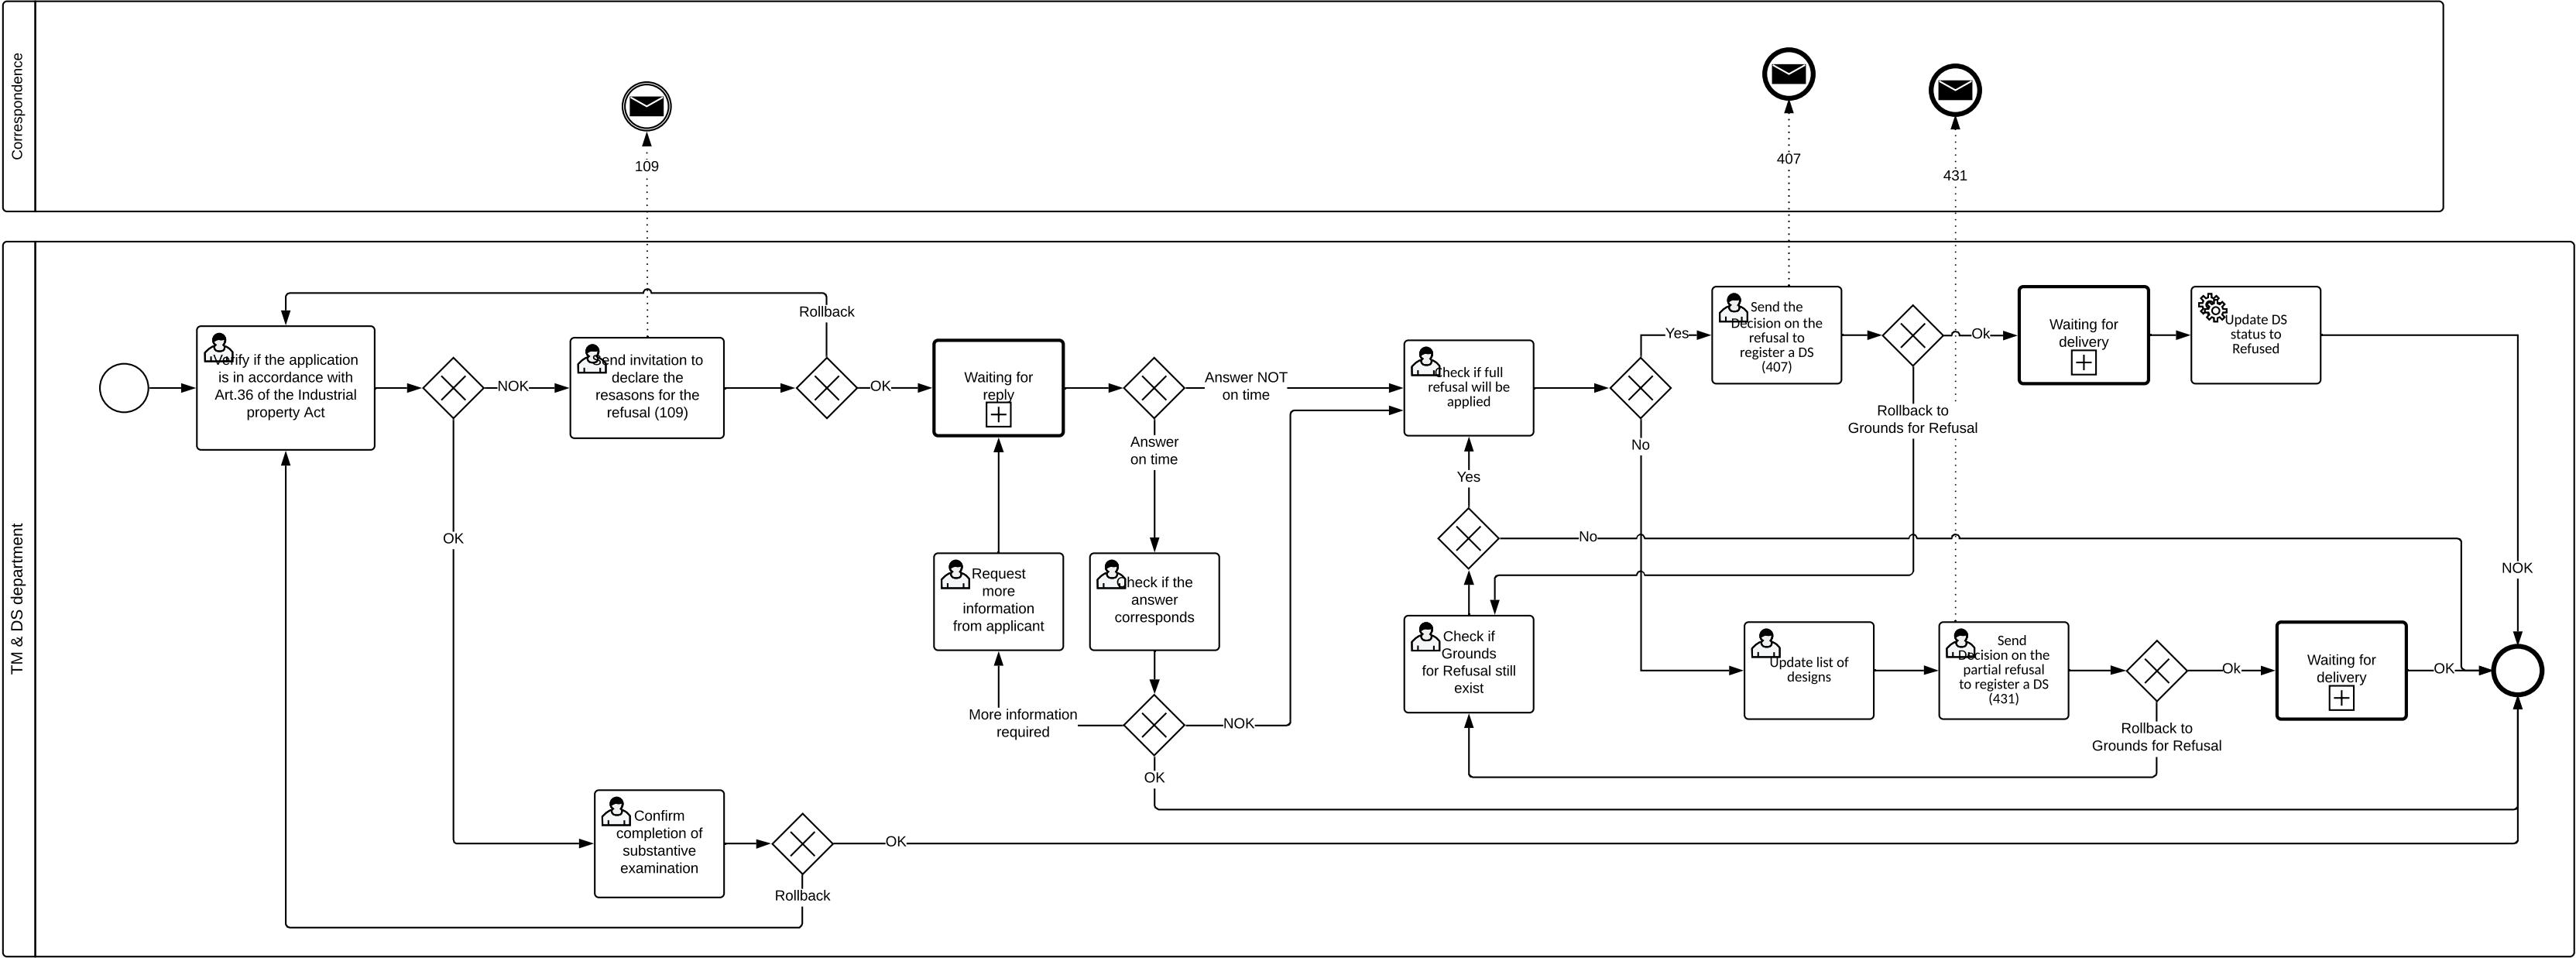 Correspondence
109
407
431
TM & DS department
Verify if the application
is in accordance with
Art.36 of the Industrial
property Act
NOK
OK
Send invitation to
declare the
resasons for the
refusal (109)
Rollback
OK
Waiting for
reply
Answer NOT
on time
Answer
on time
Request
more
information
from applicant
Check if the
answer
corresponds
More information
required
NOK
OK
Confirm
completion of
substantive
examination
OK
Rollback
Check if full
refusal will be
applied
Yes
No
Yes
No
Check if
Grounds
for Refusal still
exist
Send the
Decision on the
refusal to
register a DS
(407)
Ok
Rollback to
Grounds for Refusal
Waiting for
delivery
Update DS
status to
Refused
NOK
Update list of
designs
Send
Decision on the
partial refusal
to register a DS
(431)
Ok
Rollback to
Grounds for Refusal
Waiting for
delivery
OK